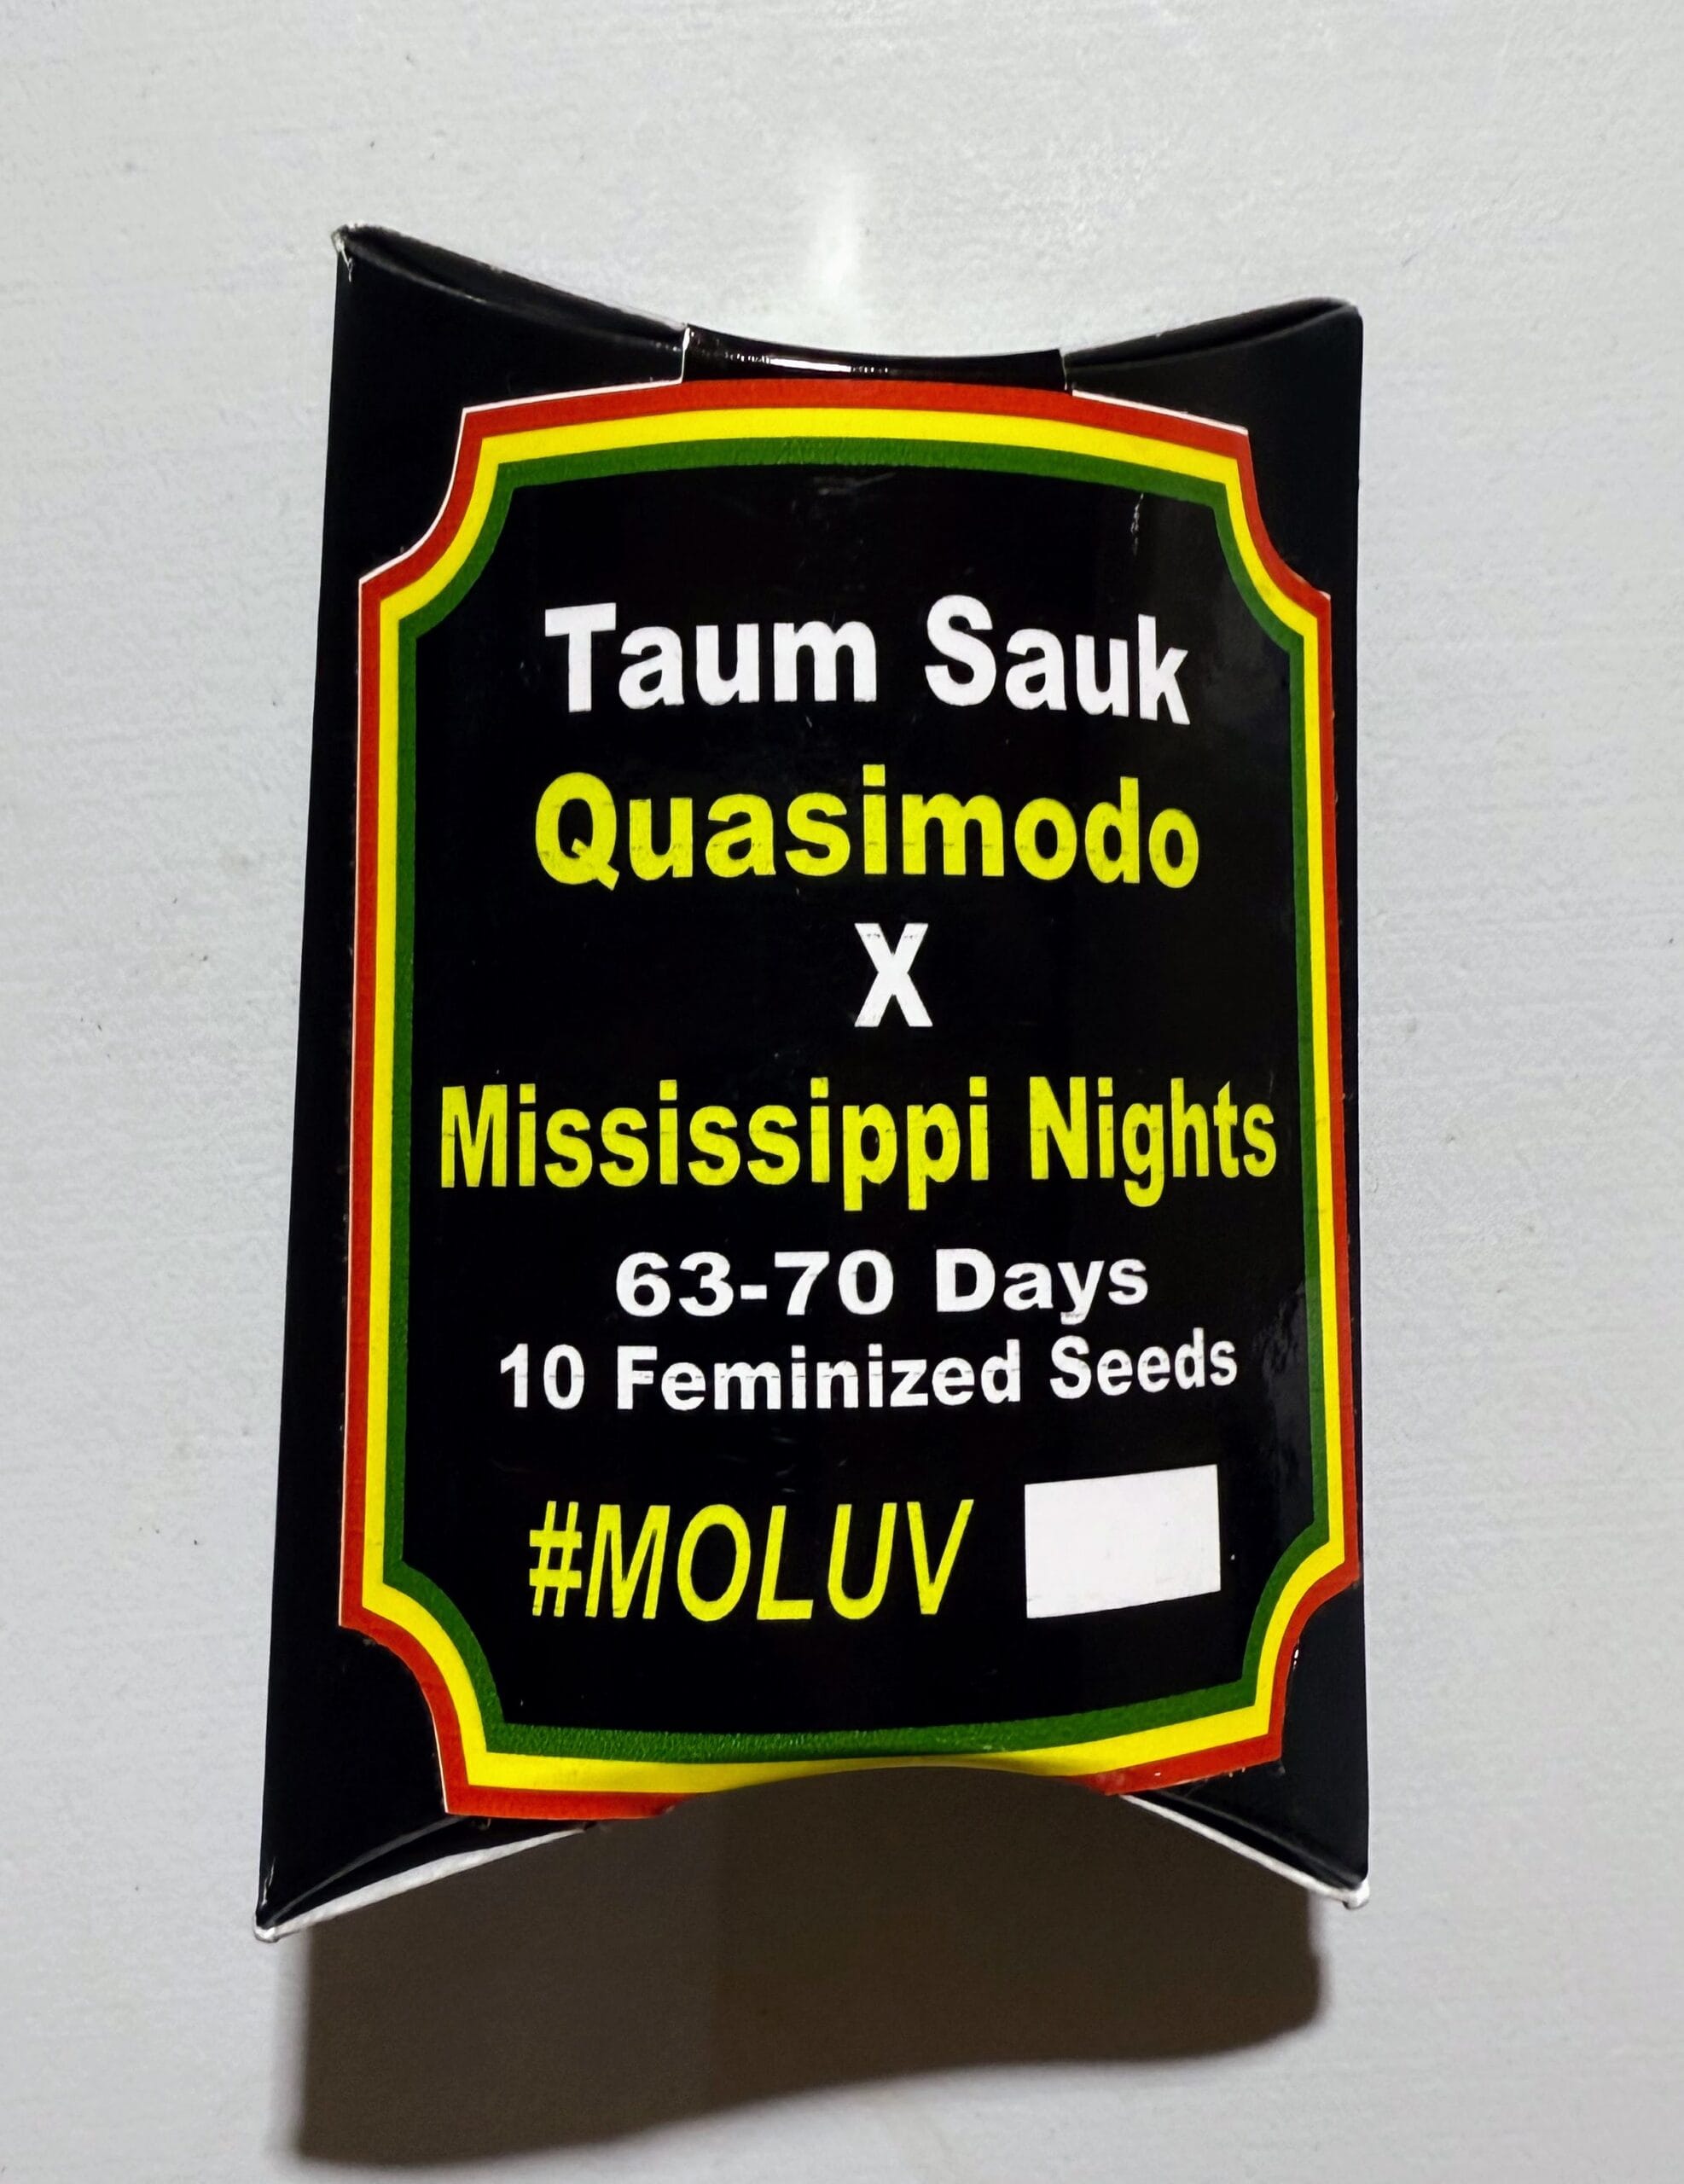 Taum Sauk
Quasimodo
X
Mississippi Nights
63-70 Days
10 Feminized Seeds
#MOLUV